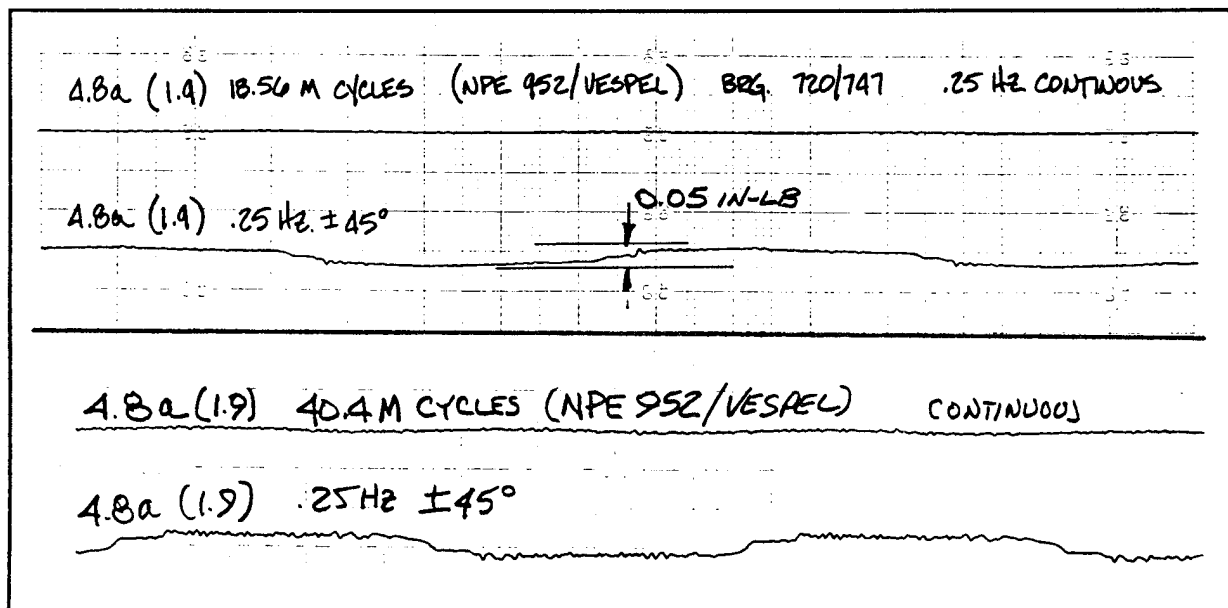 4.8a (1.9) 18.56 M CYCLES (NPE 952/VESPEL) BRG. 720/747 .25 HZ CONTINOUS
0.05 IN-LB
4.8a (1.9) .25 HZ. ±45°
4.8a (1.9) 40.4 M CYCLES (NPE 952/VESPEL) CONTINUOUS
4.8a (1.9) .25 HZ ±45°